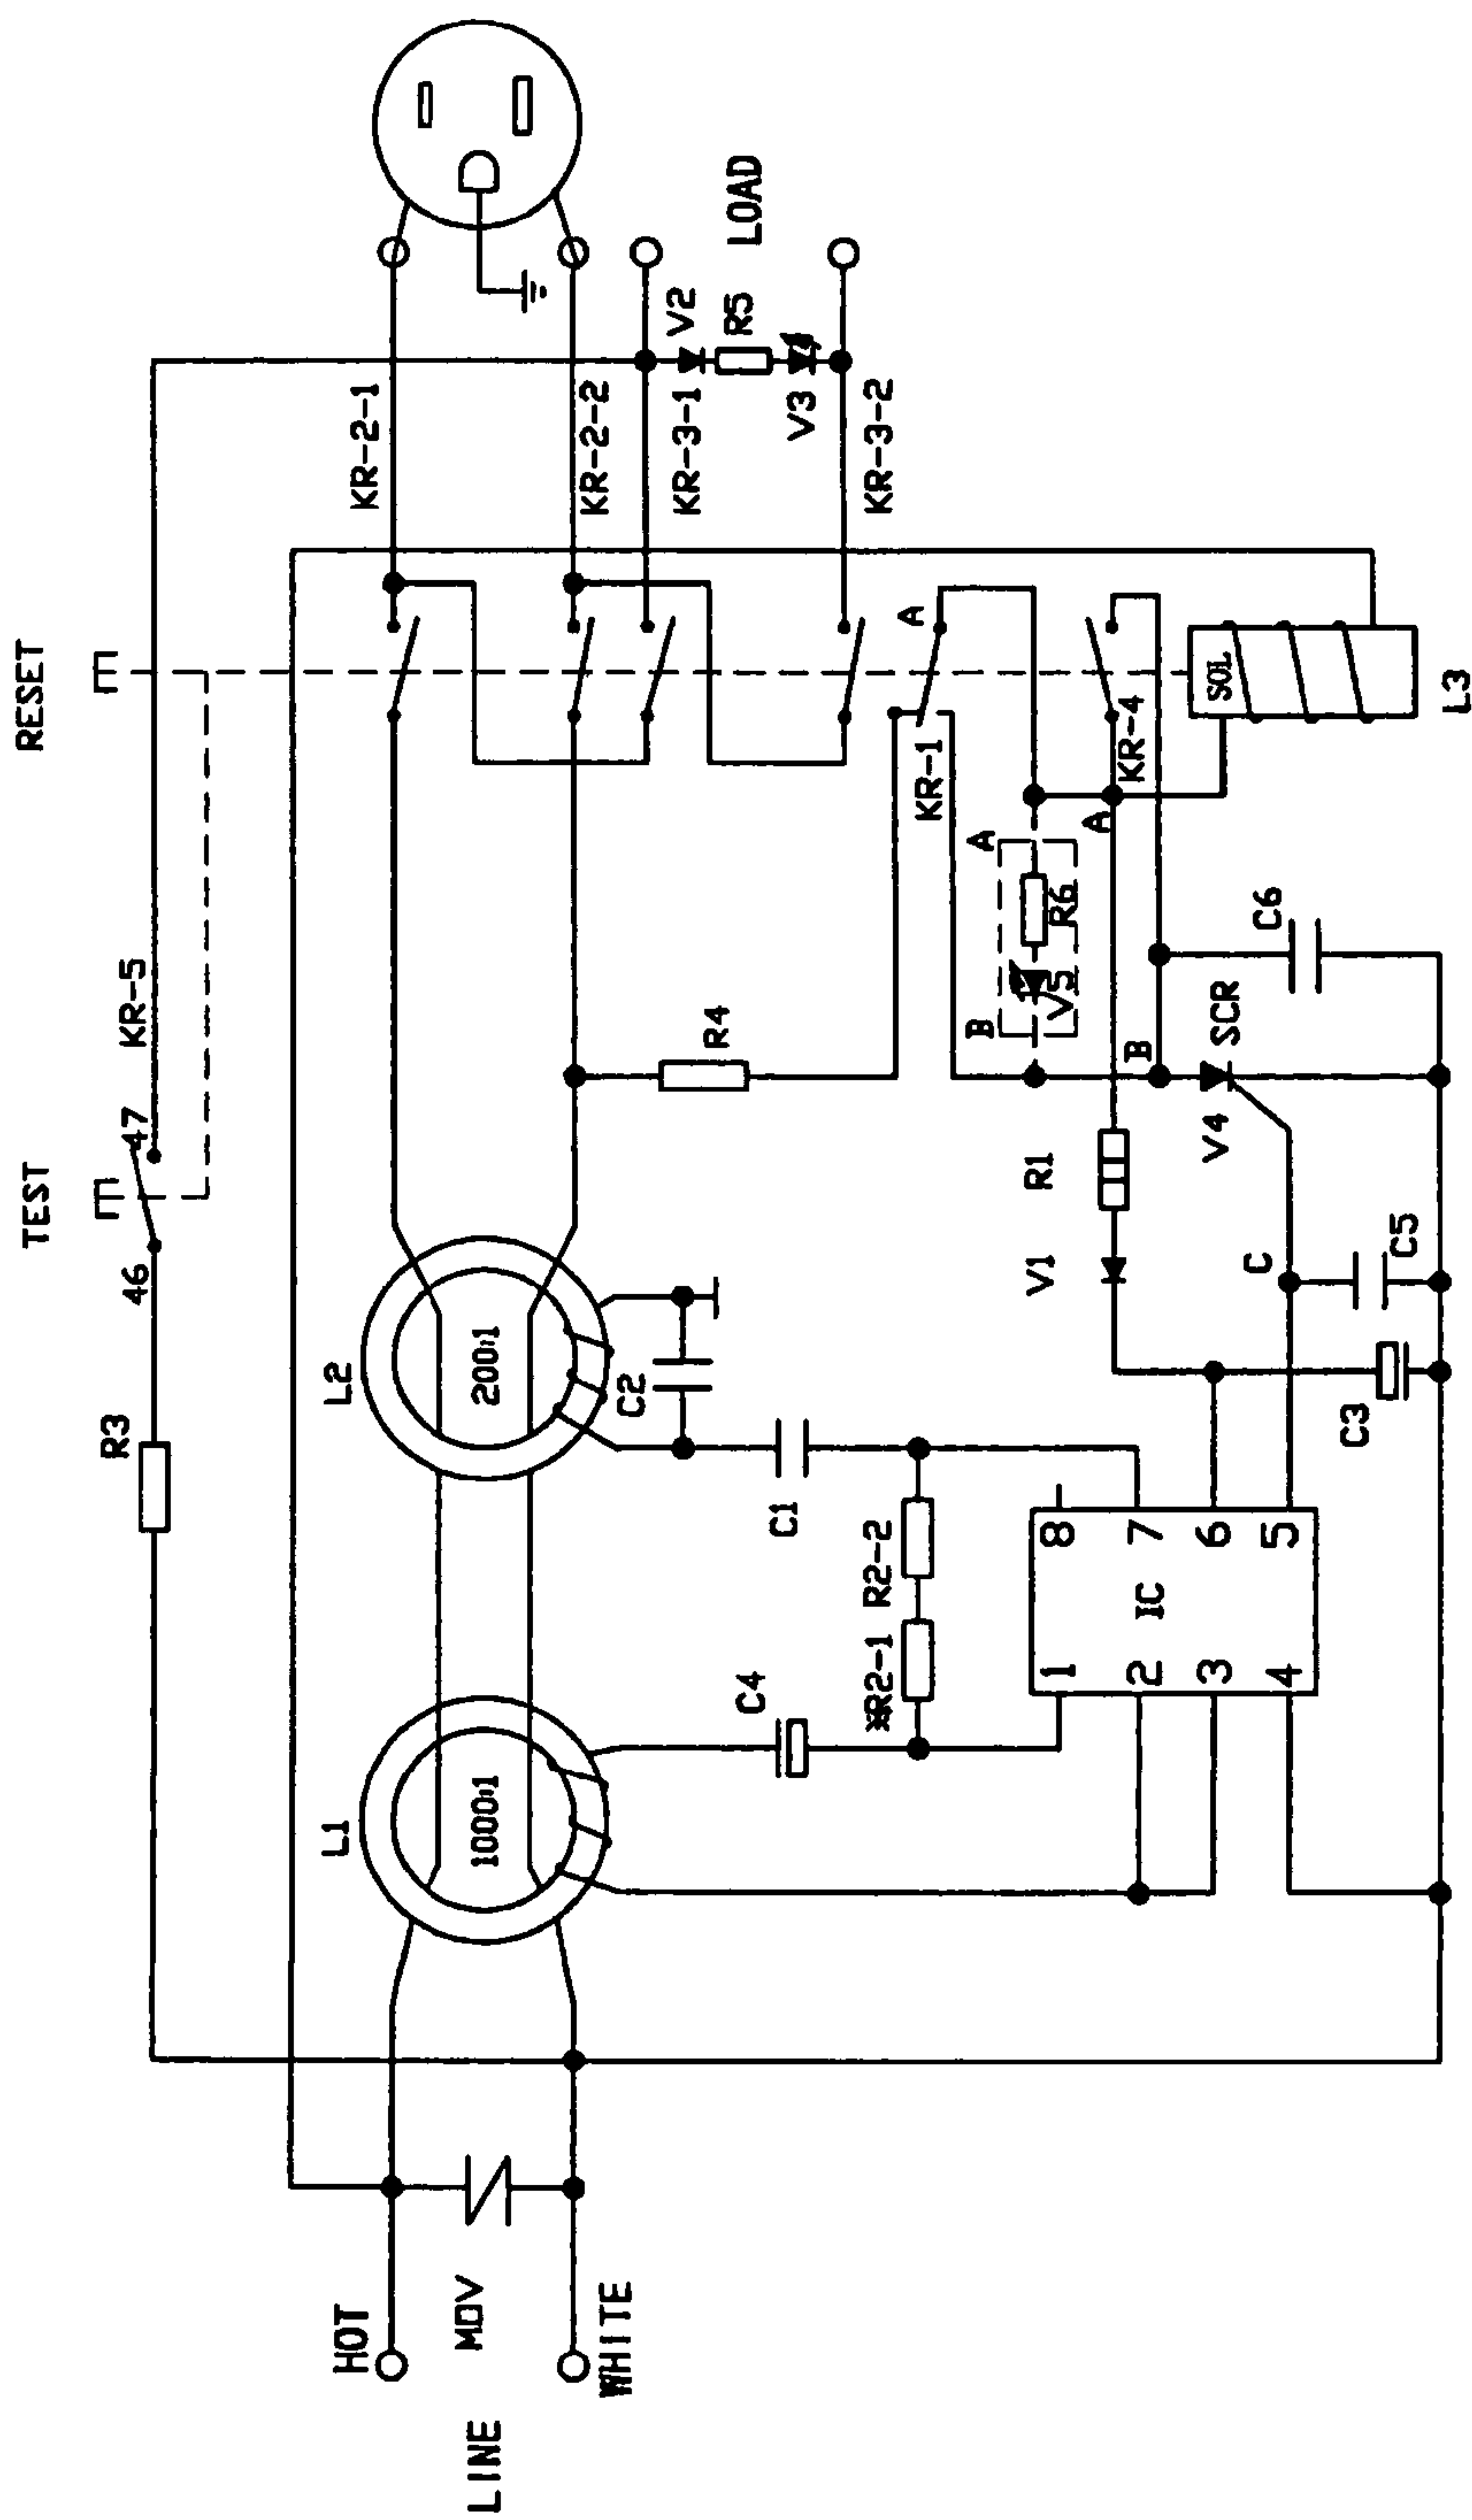 RESET
TEST
KR-5
47
46
R3
KR-2-1
KR-2-2
KR-3-1
KR-3-2
V2
R5
V3
LOAD
L2
200:1
L1
1000:1
C2
C1
C4
R4
R2-2
*R2-1
KR-1
A
A
A
R6
V5
B
B
KR-4
SOL
L3
C6
SCR
V4
R1
V1
C
C5
C3
8
7
6
5
IC
1
2
3
4
HOT
MOV
WHITE
LINE